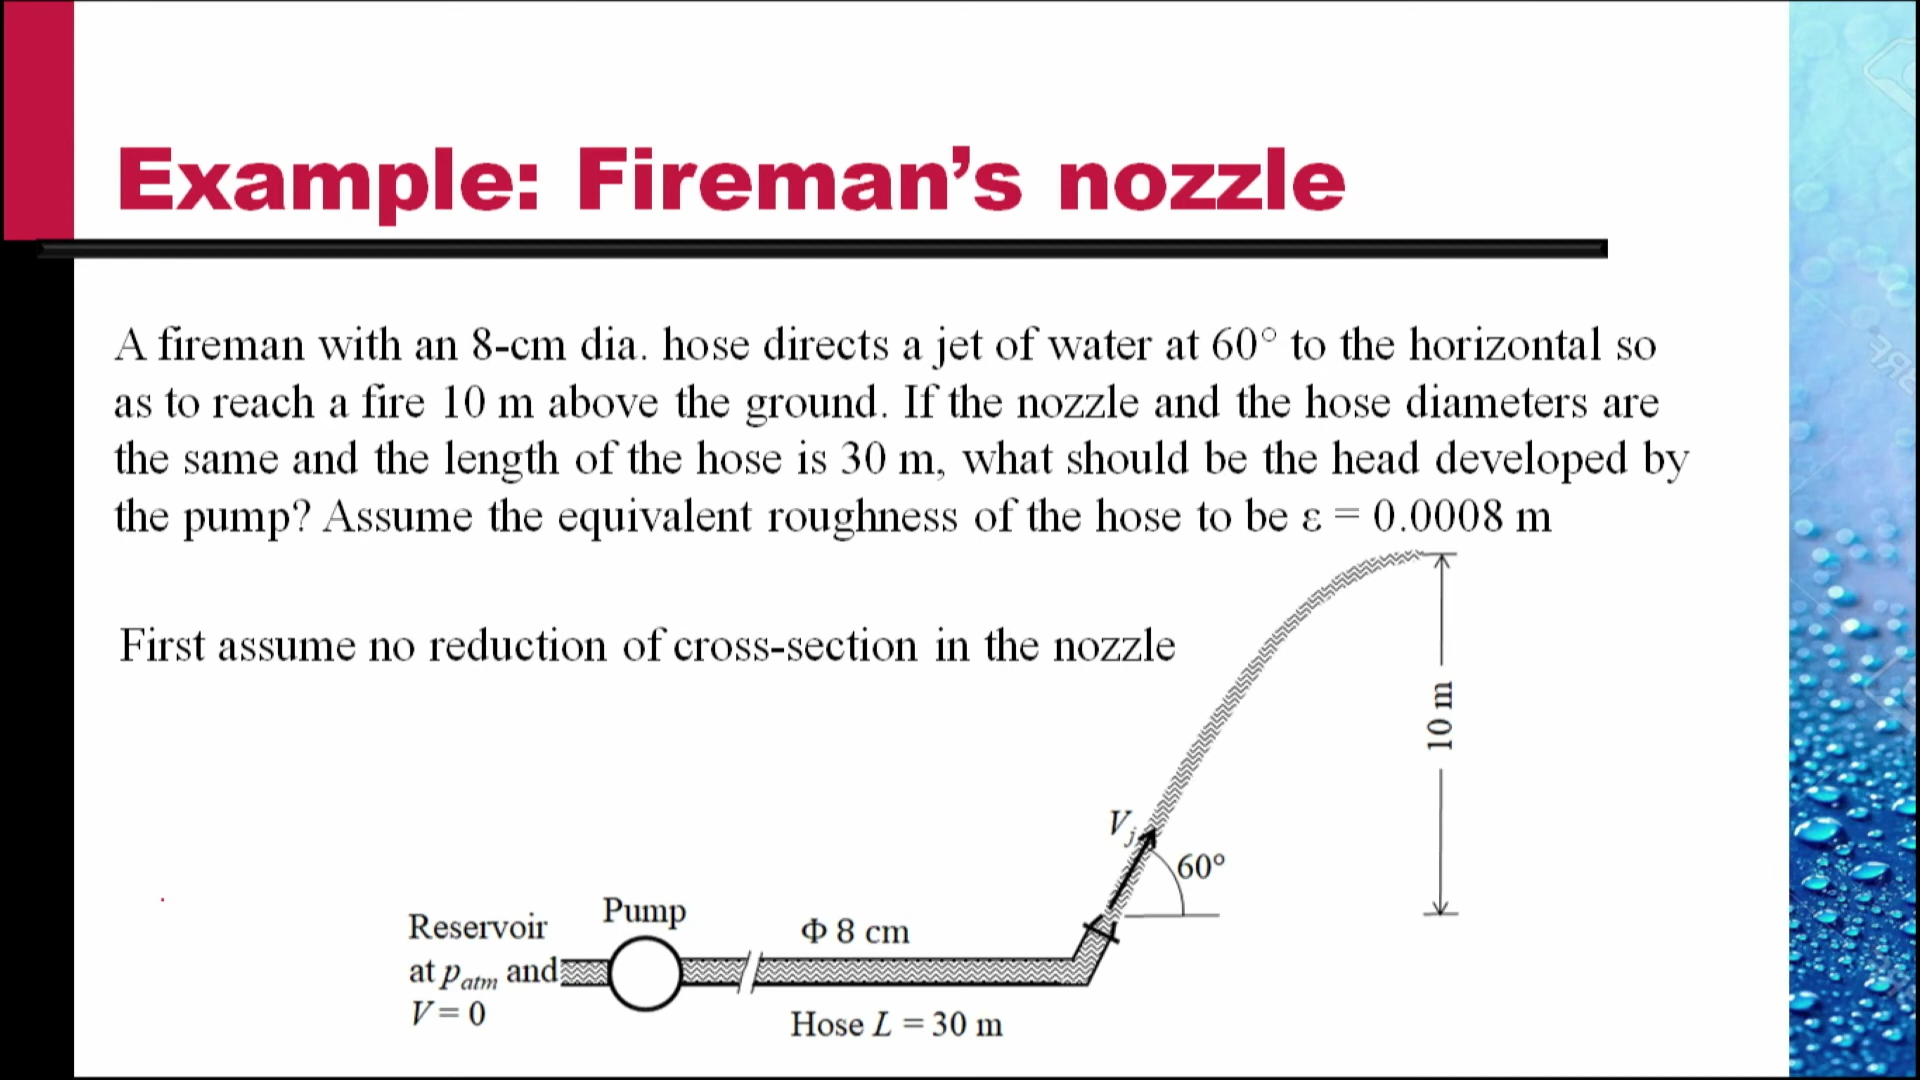 Example: Fireman’s nozzle
A fireman with an 8-cm dia. hose directs a jet of water at 60° to the horizontal so
as to reach a fire 10 m above the ground. If the nozzle and the hose diameters are
the same and the length of the hose is 30 m, what should be the head developed by
the pump? Assume the equivalent roughness of the hose to be ε = 0.0008 m
First assume no reduction of cross-section in the nozzle
10 m
Vj
60°
Pump
Φ 8 cm
Reservoir
at patm and
V = 0
Hose L = 30 m